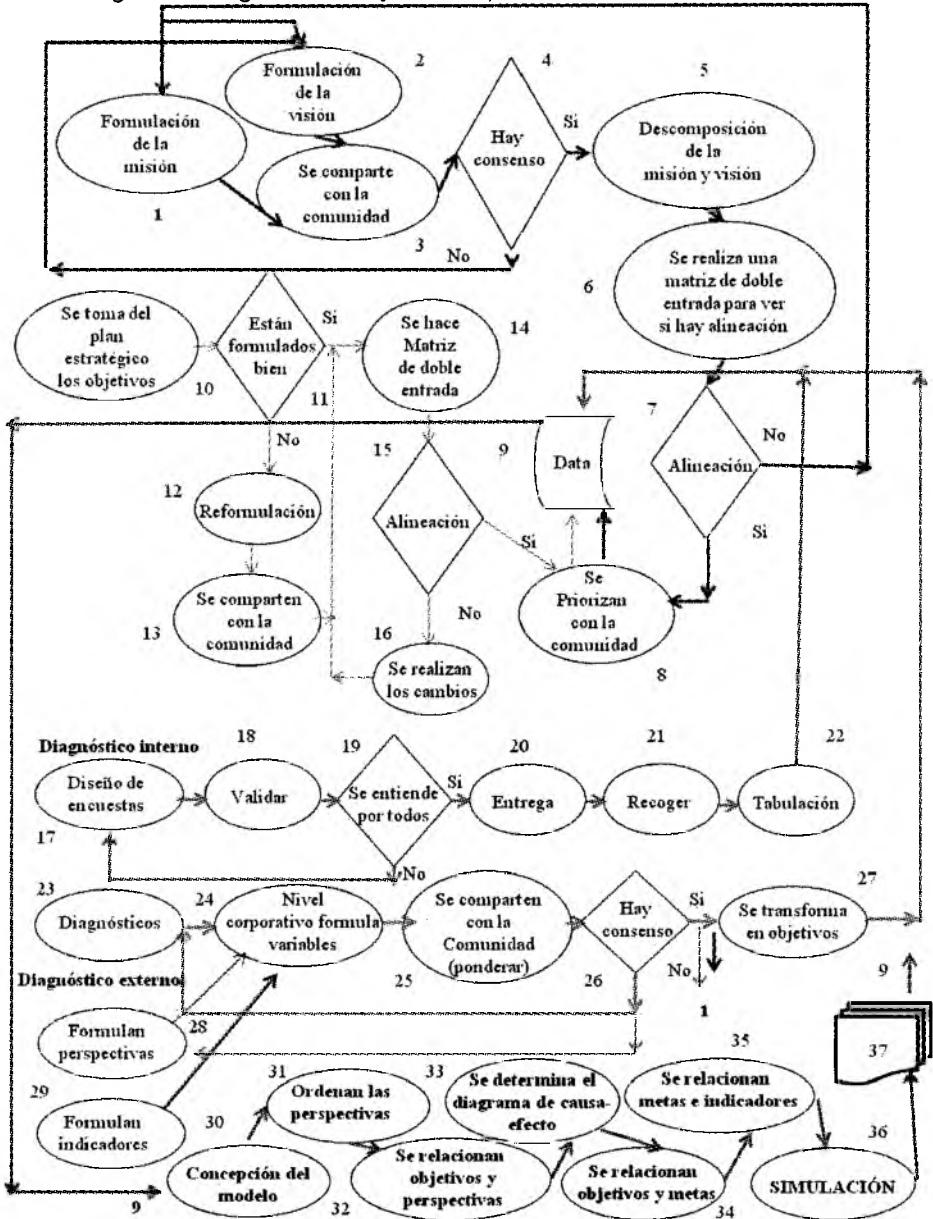 2
4
5
Formulación
de la
visión
Formulación
de la
misión
Hay
consenso
Si
Descomposición
de la
misión y visión
Se comparte
con la
comunidad
1
3
No
6
Se realiza una
matriz de doble
entrada para ver
si hay alineación
Se toma del
plan
estratégico
los objetivos
Están
formulados
bien
Si
Se hace
Matriz
de doble
entrada
14
10
11
7
No
15
9
Data
Alineación
No
12
Reformulación
Alineación
Si
Si
Se comparten
con la
comunidad
13
No
16
Se realizan
los cambios
Se
Priorizan
con la
comunidad
8
Diagnóstico interno
18
19
20
21
22
Diseño de
encuestas
Validar
Se entiende
por todos
Si
Entrega
Recoger
Tabulación
17
No
23
24
27
Diagnósticos
Nivel
corporativo formula
variables
Se comparten
con la
Comunidad
(ponderar)
Hay
consenso
Si
Se transforma
en objetivos
No
Diagnóstico externo
25
26
9
1
Formulan
perspectivas
28
37
29
31
33
35
Formulan
indicadores
30
Ordenan las
perspectivas
Se determina el
diagrama de causa-
efecto
Se relacionan
metas e indicadores
36
Concepción del
modelo
Se relacionan
objetivos y
perspectivas
Se relacionan
objetivos y metas
SIMULACIÓN
9
32
34